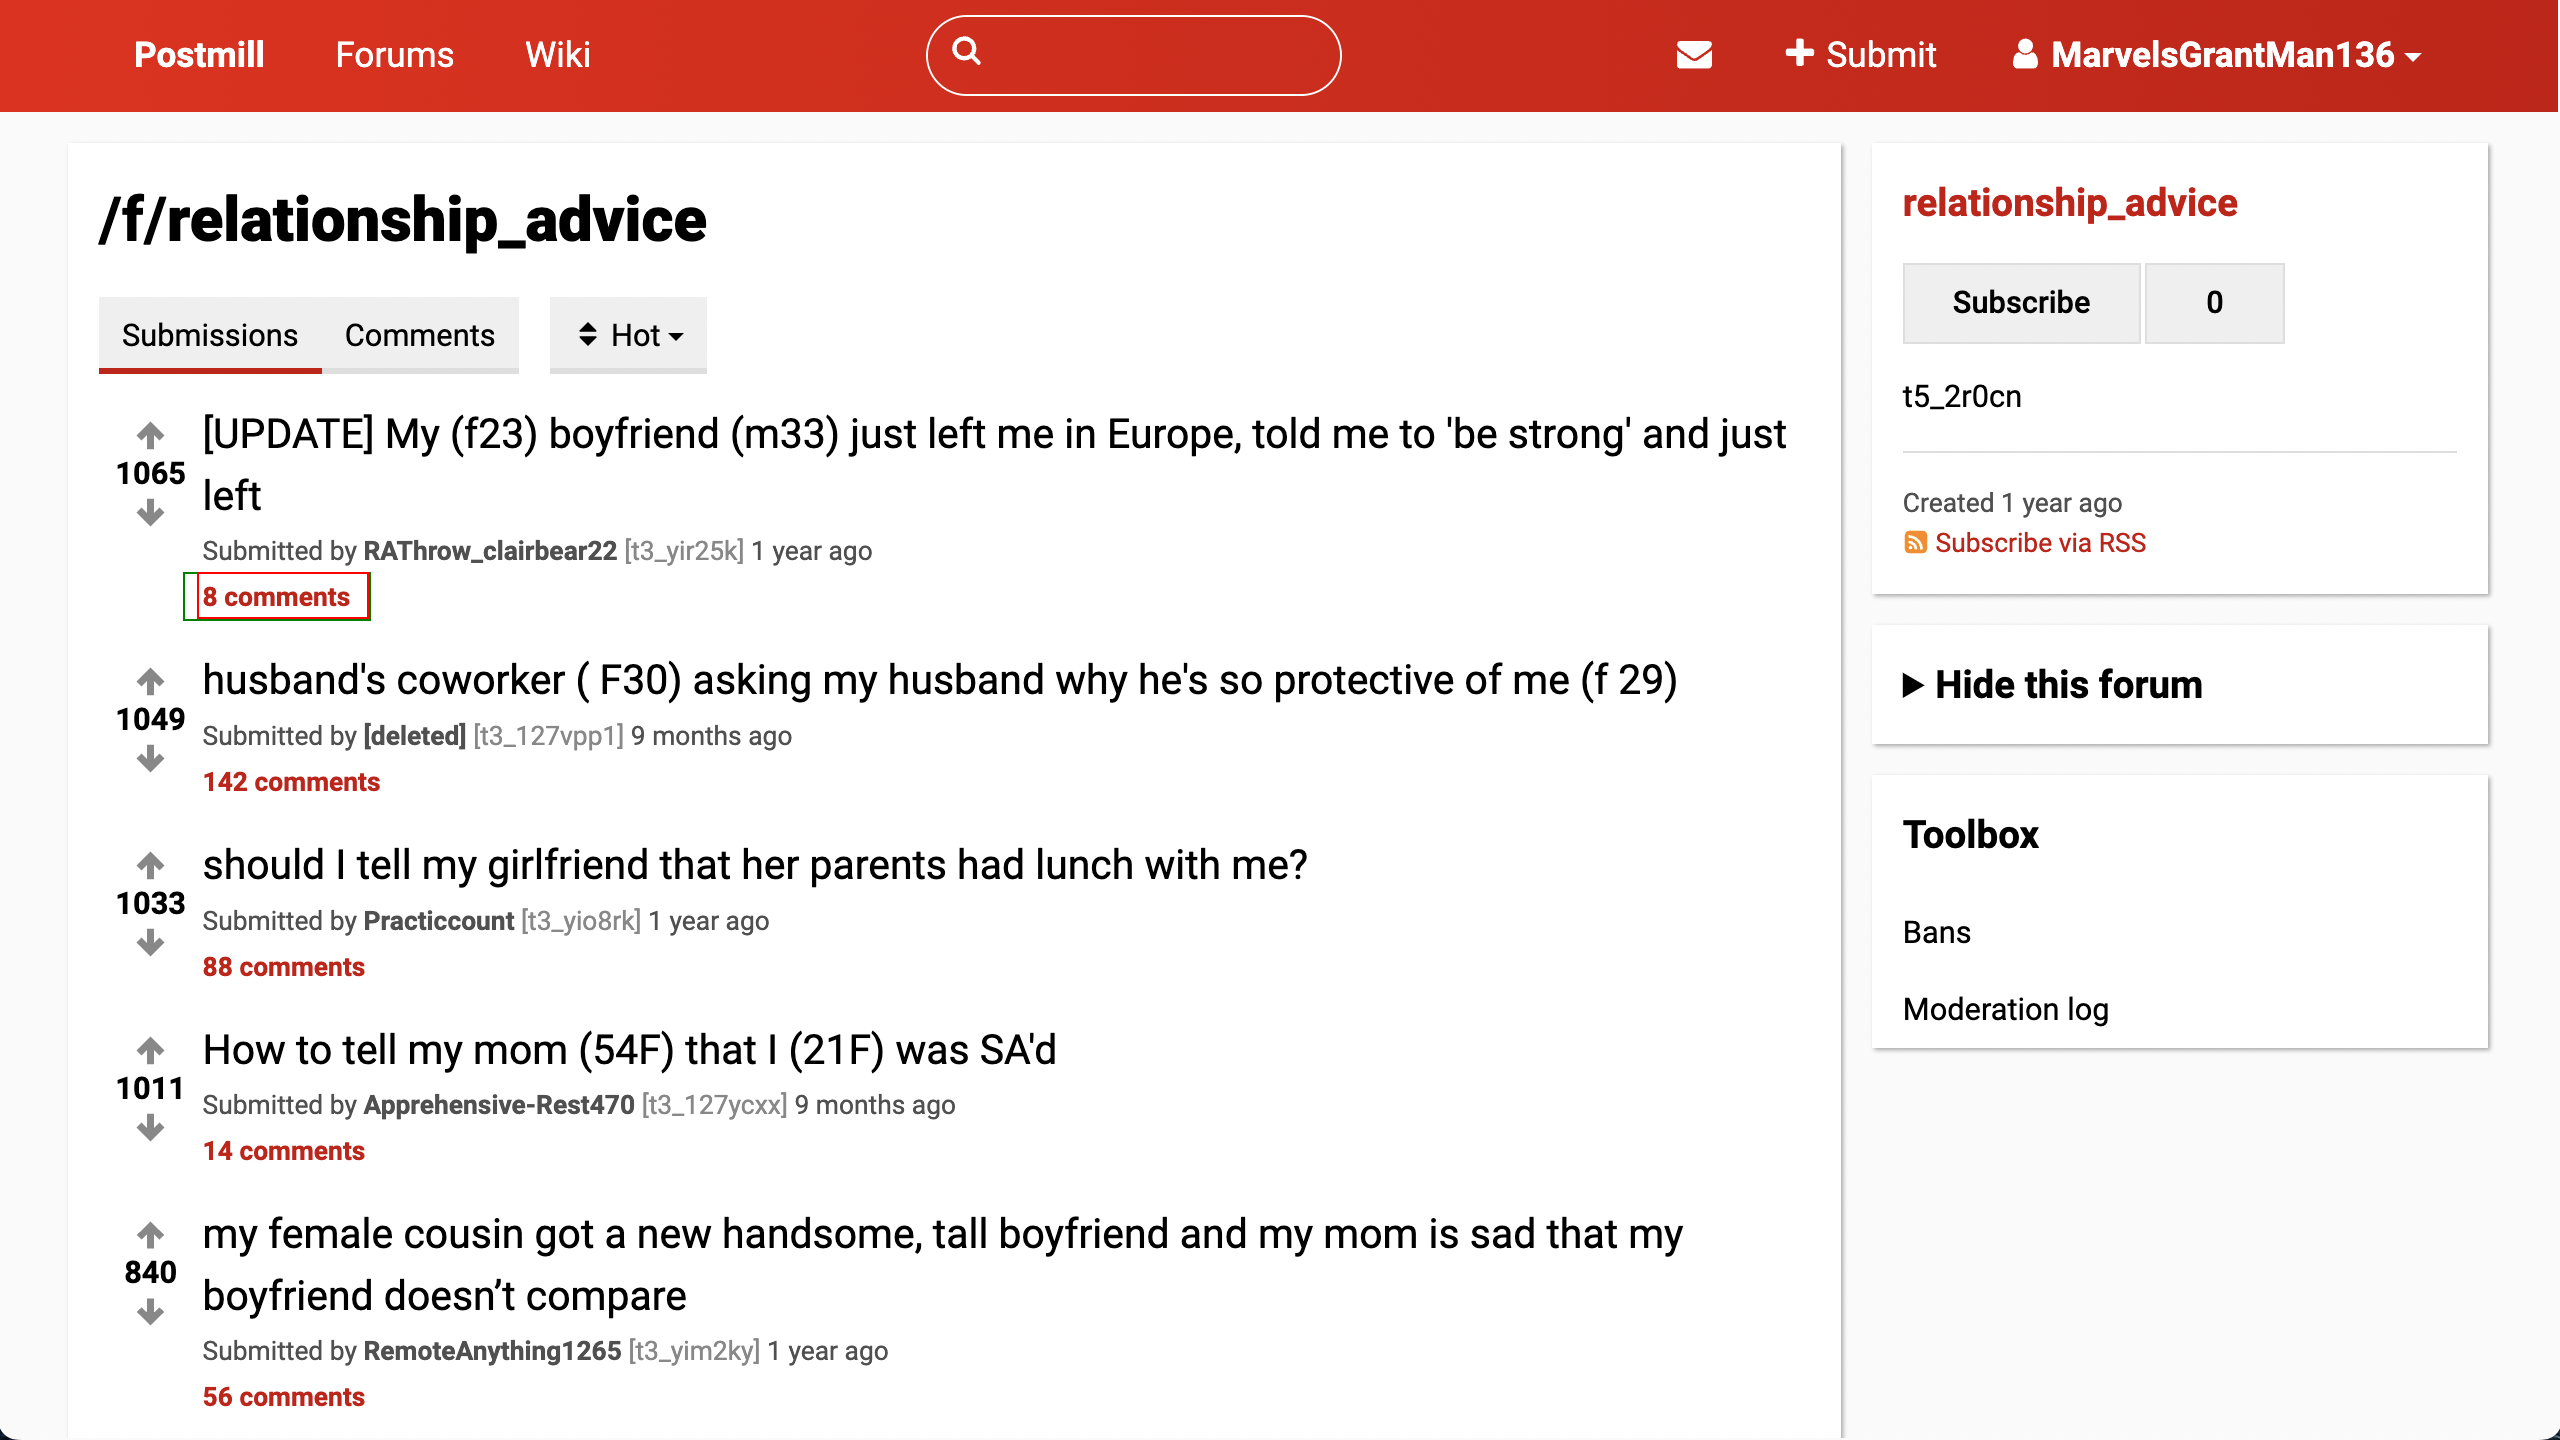 Postmill Forums Wiki Submit MarvelsGrantMan136
/f/relationship_advice
Submissions Comments Hot
[UPDATE] My (f23) boyfriend (m33) just left me in Europe, told me to 'be strong' and just
left
1065
Submitted by RAThrow_clairbear22 [t3_yir25k] 1 year ago
8 comments
husband's coworker ( F30) asking my husband why he's so protective of me (f 29)
1049
Submitted by [deleted] [t3_127vpp1] 9 months ago
142 comments
should I tell my girlfriend that her parents had lunch with me?
1033
Submitted by Practiccount [t3_yio8rk] 1 year ago
88 comments
How to tell my mom (54F) that I (21F) was SA'd
1011
Submitted by Apprehensive-Rest470 [t3_127ycxx] 9 months ago
14 comments
my female cousin got a new handsome, tall boyfriend and my mom is sad that my
boyfriend doesn’t compare
840
Submitted by RemoteAnything1265 [t3_yim2ky] 1 year ago
56 comments
relationship_advice
Subscribe 0
t5_2r0cn
Created 1 year ago
Subscribe via RSS
Hide this forum
Toolbox
Bans
Moderation log